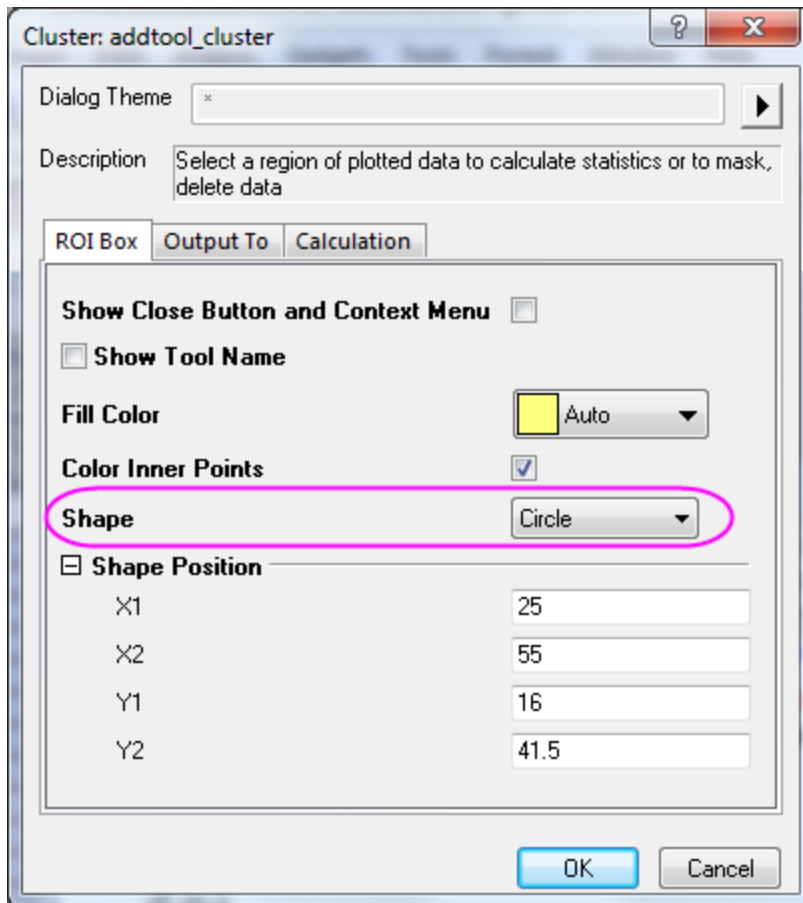 Cluster: addtool_cluster
Dialog Theme *
Description Select a region of plotted data to calculate statistics or to mask,
delete data
ROI Box Output To Calculation
Show Close Button and Context Menu
Show Tool Name
Fill Color Auto
Color Inner Points
Shape Circle
Shape Position
X1 25
X2 55
Y1 16
Y2 41.5
OK Cancel